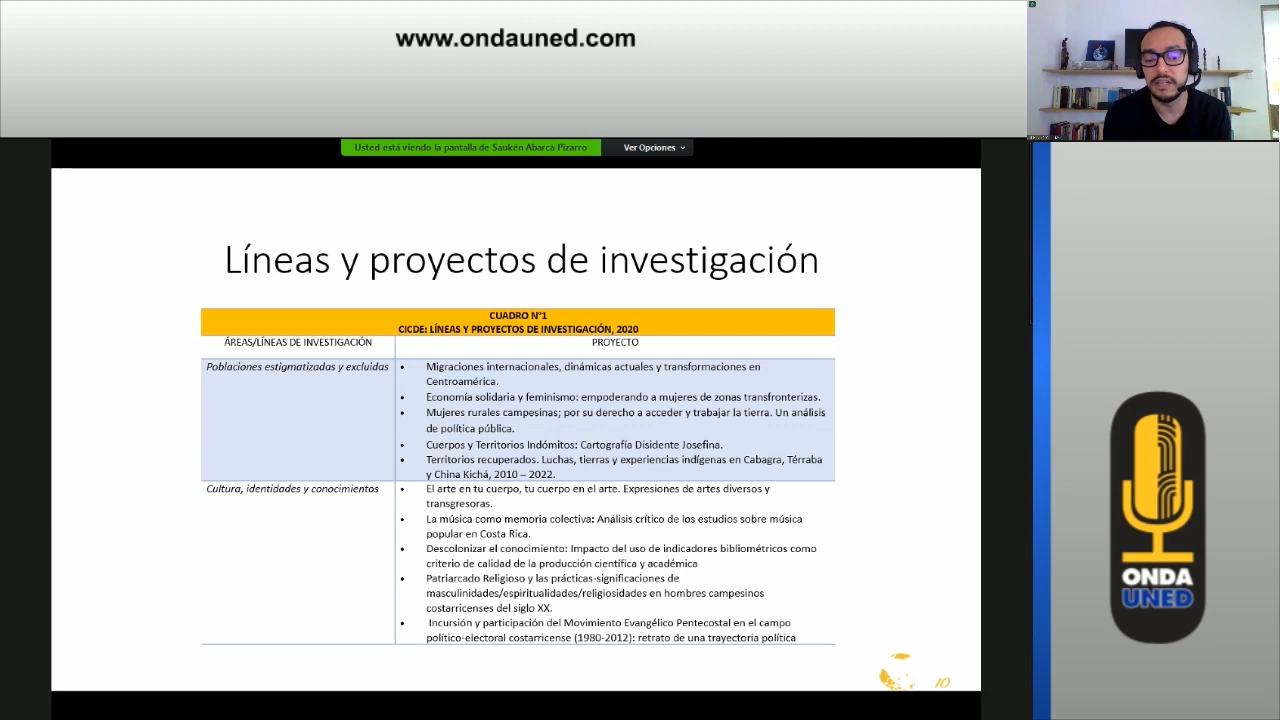 www.ondauned.com
Usted está viendo la pantalla de Saukén Abarca Pizarro
Ver Opciones
Líneas y proyectos de investigación
CUADRO N°1
CICDE: LÍNEAS Y PROYECTOS DE INVESTIGACIÓN, 2020
ÁREAS/LÍNEAS DE INVESTIGACIÓN
PROYECTO
Poblaciones estigmatizadas y excluidas
• Migraciones internacionales, dinámicas actuales y transformaciones en
Centroamérica.
• Economía solidaria y feminismo: empoderando a mujeres de zonas transfronterizas.
• Mujeres rurales campesinas; por su derecho a acceder y trabajar la tierra. Un análisis
de política pública.
• Cuerpos y Territorios Indómitos: Cartografía Disidente Josefina.
• Territorios recuperados. Luchas, tierras y experiencias indígenas en Cabagra, Térraba
y China Kichá, 2010 – 2022.
Cultura, identidades y conocimientos
• El arte en tu cuerpo, tu cuerpo en el arte. Expresiones de artes diversos y
transgresoras.
• La música como memoria colectiva: Análisis crítico de los estudios sobre música
popular en Costa Rica.
• Descolonizar el conocimiento: Impacto del uso de indicadores bibliométricos como
criterio de calidad de la producción científica y académica
• Patriarcado Religioso y las prácticas-significaciones de
masculinidades/espiritualidades/religiosidades en hombres campesinos
costarricenses del siglo XX.
• Incursión y participación del Movimiento Evangélico Pentecostal en el campo
político-electoral costarricense (1980-2012): retrato de una trayectoria política
10
ONDA
UNED